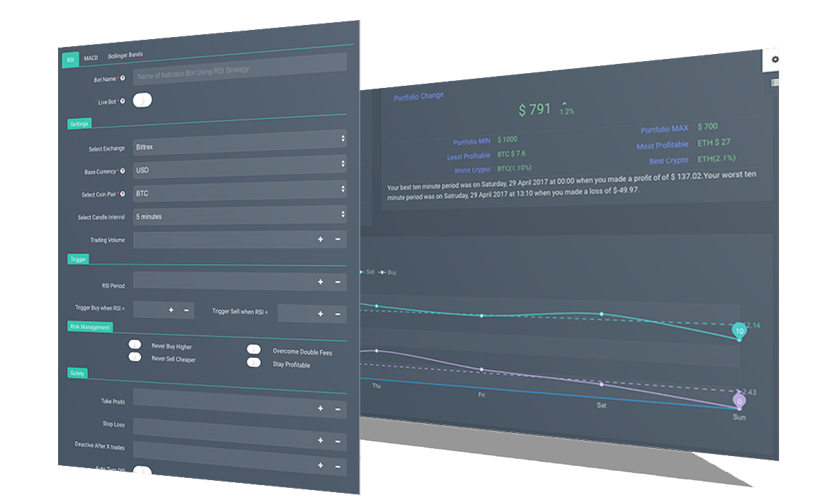 RSI MACD Bollinger Bands
Bot Name * Name of Indicator Bot Using RSI Strategy
Live Bot *
Settings
Select Exchange Bittrex
Base Currency * USD
Select Coin Pair * BTC
Select Candle Interval 5 minutes
Trading Volume + −
Trigger
RSI Period + −
Trigger Buy when RSI = + − Trigger Sell when RSI = + −
Risk Management
Never Buy Higher Overcome Double Fees
Never Sell Cheaper Stay Profitable
Safety
Take Profit + −
Stop Loss + −
Deactive After X trades + −
Portfolio Change
$ 791 1.2%
Portfolio MIN $ 1000 Portfolio MAX $ 700
Least Profitable BTC $ 7.6 Most Profitable ETH $ 27
Worst Crypto BTC(1.10%) Best Crypto ETH(2.1%)
Your best ten minute period was on Saturday, 29 April 2017 at 00:00 when you made a profit of of $ 137.02.Your worst ten
minute period was on Satruday, 29 April 2017 at 13:10 when you made a loss of $-49.97.
Sell Buy
10 12.14
0 2.43
Thu Fri Sat Sun